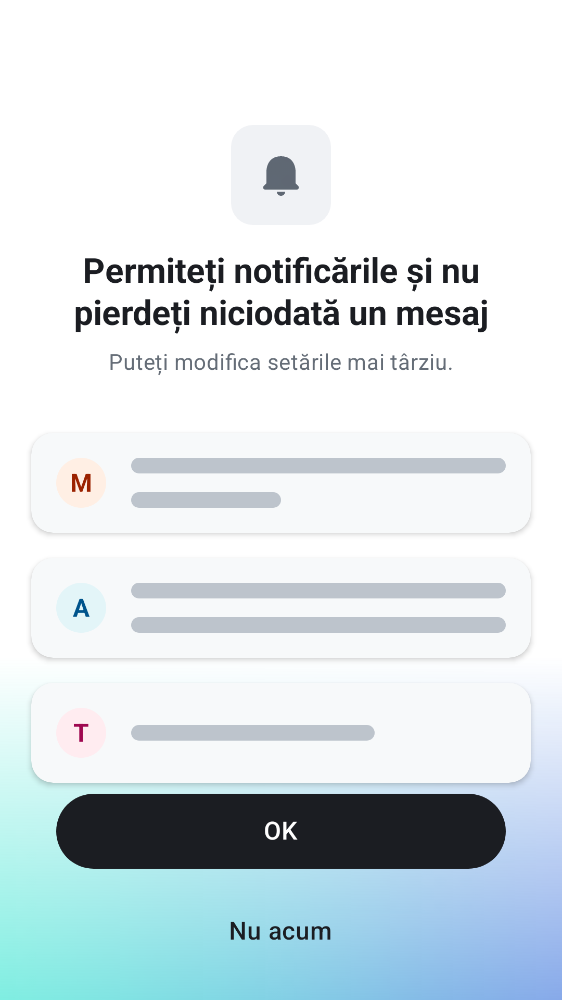 Permiteți notificările și nu
pierdeți niciodată un mesaj
Puteți modifica setările mai târziu.
M
A
T
OK
Nu acum